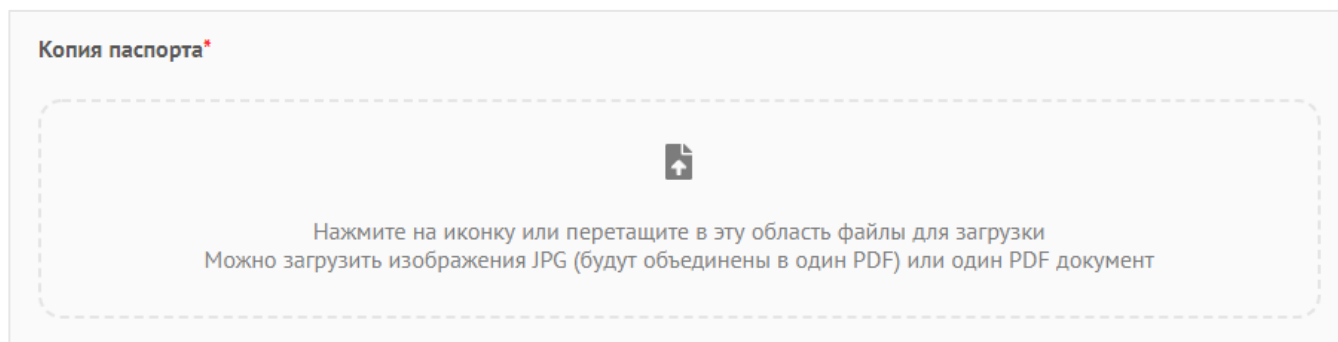 Копия паспорта*
Нажмите на иконку или перетащите в эту область файлы для загрузки
Можно загрузить изображения JPG (будут объединены в один PDF) или один PDF документ